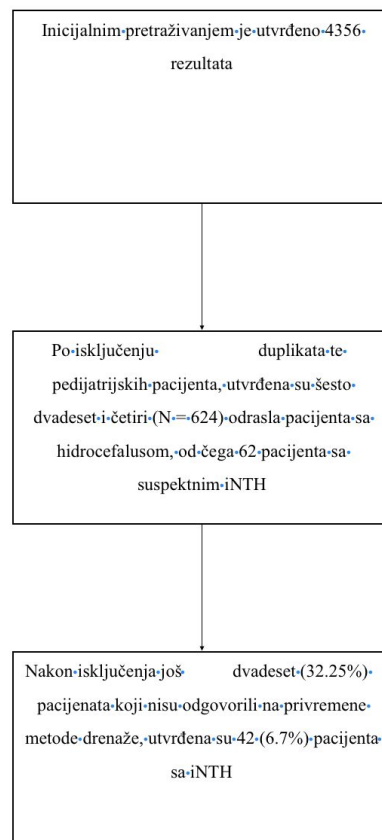 Inicijalnim pretraživanjem je utvrđeno 4356
rezultata
Po isključenju duplikata te
pedijatrijskih pacijenta, utvrđena su šesto
dvadeset i četiri (N = 624) odrasla pacijenta sa
hidrocefalusom, od čega 62 pacijenta sa
suspektnim iNTH
Nakon isključenja još dvadeset (32.25%)
pacijenata koji nisu odgovorili na privremene
metode drenaže, utvrđena su 42 (6.7%) pacijenta
sa iNTH